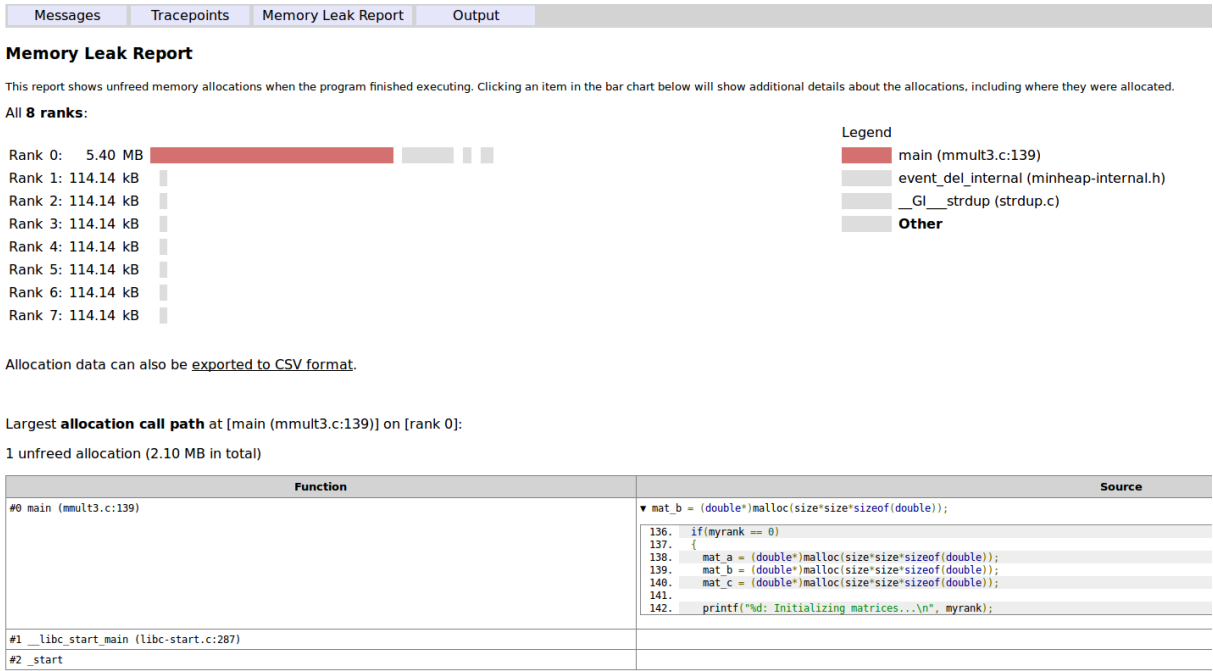 Messages Tracepoints Memory Leak Report Output
Memory Leak Report
This report shows unfreed memory allocations when the program finished executing. Clicking an item in the bar chart below will show additional details about the allocations, including where they were allocated.
All 8 ranks:
Legend
Rank 0: 5.40 MB main (mmult3.c:139)
Rank 1: 114.14 kB event_del_internal (minheap-internal.h)
Rank 2: 114.14 kB __GI___strdup (strdup.c)
Rank 3: 114.14 kB Other
Rank 4: 114.14 kB
Rank 5: 114.14 kB
Rank 6: 114.14 kB
Rank 7: 114.14 kB
Allocation data can also be exported to CSV format.
Largest allocation call path at [main (mmult3.c:139)] on [rank 0]:
1 unfreed allocation (2.10 MB in total)
Function Source
#0 main (mmult3.c:139) ▼ mat_b = (double*)malloc(size*size*sizeof(double));
136. if(myrank == 0)
137. {
138. mat_a = (double*)malloc(size*size*sizeof(double));
139. mat_b = (double*)malloc(size*size*sizeof(double));
140. mat_c = (double*)malloc(size*size*sizeof(double));
141.
142. printf("%d: Initializing matrices...\n", myrank);
#1 __libc_start_main (libc-start.c:287)
#2 _start